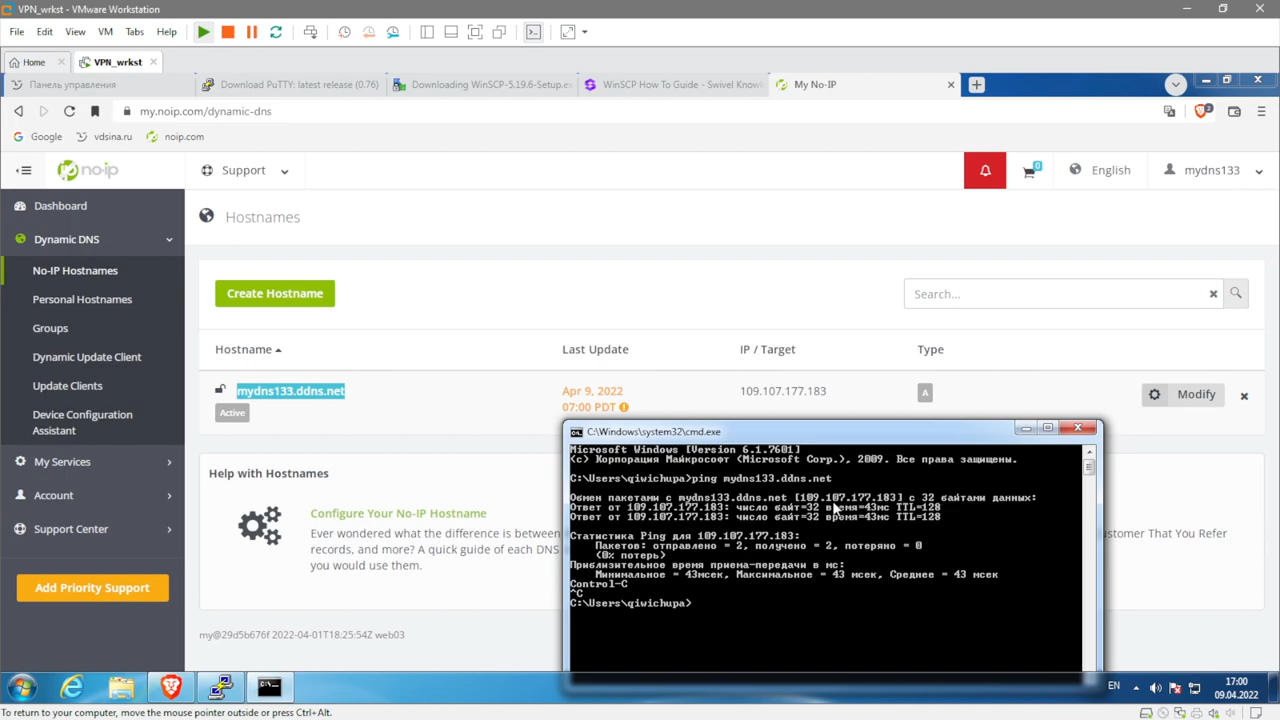 VPN_wrkst - VMware Workstation
File Edit View VM Tabs Help
Home VPN_wrkst
Панель управления Download PuTTY: latest release (0.76) Downloading WinSCP-5.19.6-Setup.ex WinSCP How To Guide - Swivel Knowl My No-IP
my.noip.com/dynamic-dns 2
Google vdsina.ru noip.com
no-ip Support 0 English mydns133
Dashboard
Hostnames
Dynamic DNS
No-IP Hostnames
Personal Hostnames
Groups
Dynamic Update Client
Update Clients
Device Configuration
Assistant
My Services
Account
Support Center
Add Priority Support
Create Hostname Search...
Hostname Last Update IP / Target Type
mydns133.ddns.net Apr 9, 2022 109.107.177.183 A Modify
Active 07:00 PDT
Help with Hostnames
Configure Your No-IP Hostname
Ever wondered what the difference is between
records, and more? A quick guide of each DNS
you would use them.
Customer That You Refer
my@29d5b676f 2022-04-01T18:25:54Z web03
C:\Windows\system32\cmd.exe
Microsoft Windows [Version 6.1.7601]
(c) Корпорация Майкрософт (Microsoft Corp.), 2009. Все права защищены.
C:\Users\qiwichupa>ping mydns133.ddns.net
Обмен пакетами с mydns133.ddns.net [109.107.177.183] с 32 байтами данных:
Ответ от 109.107.177.183: число байт=32 время=43мс TTL=128
Ответ от 109.107.177.183: число байт=32 время=43мс TTL=128
Статистика Ping для 109.107.177.183:
Пакетов: отправлено = 2, получено = 2, потеряно = 0
(0% потерь)
Приблизительное время приема-передачи в мс:
Минимальное = 43мсек, Максимальное = 43 мсек, Среднее = 43 мсек
Control-C
^C
C:\Users\qiwichupa>
EN 17:00
09.04.2022
To return to your computer, move the mouse pointer outside or press Ctrl+Alt.